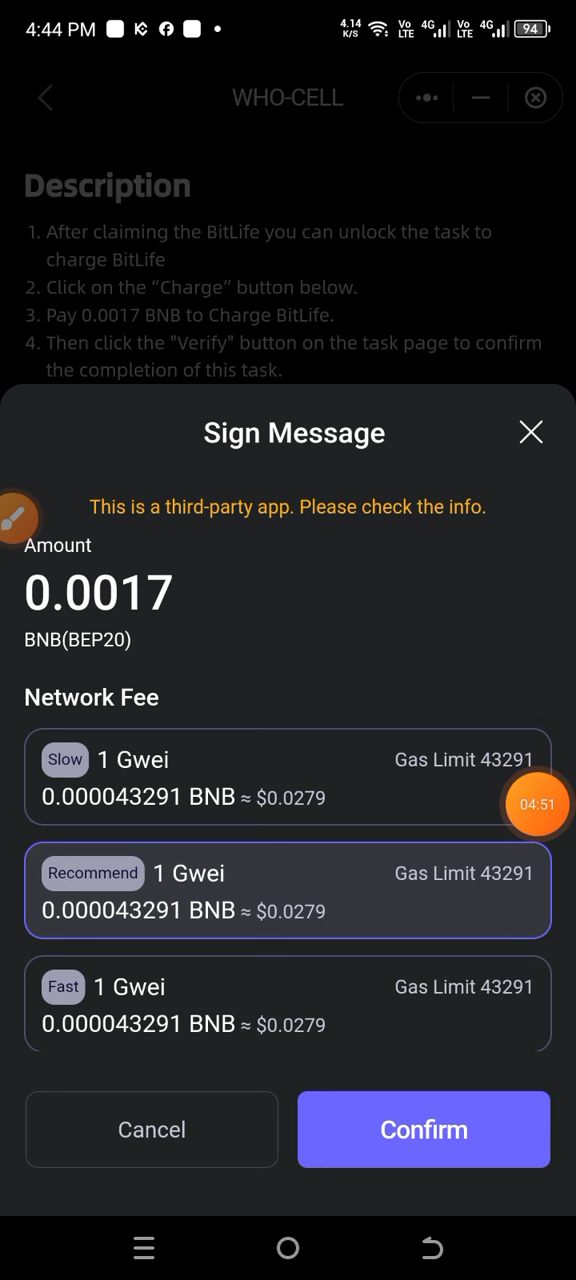 4:44 PM
4.14 K/S Vo LTE 4G Vo LTE 4G 94
WHO-CELL
Description
1. After claiming the BitLife you can unlock the task to
charge BitLife
2. Click on the “Charge” button below.
3. Pay 0.0017 BNB to Charge BitLife.
4. Then click the "Verify" button on the task page to confirm
the completion of this task.
Sign Message
This is a third-party app. Please check the info.
Amount
0.0017
BNB(BEP20)
Network Fee
Slow 1 Gwei Gas Limit 43291
0.000043291 BNB ≈ $0.0279
04:51
Recommend 1 Gwei Gas Limit 43291
0.000043291 BNB ≈ $0.0279
Fast 1 Gwei Gas Limit 43291
0.000043291 BNB ≈ $0.0279
Cancel Confirm